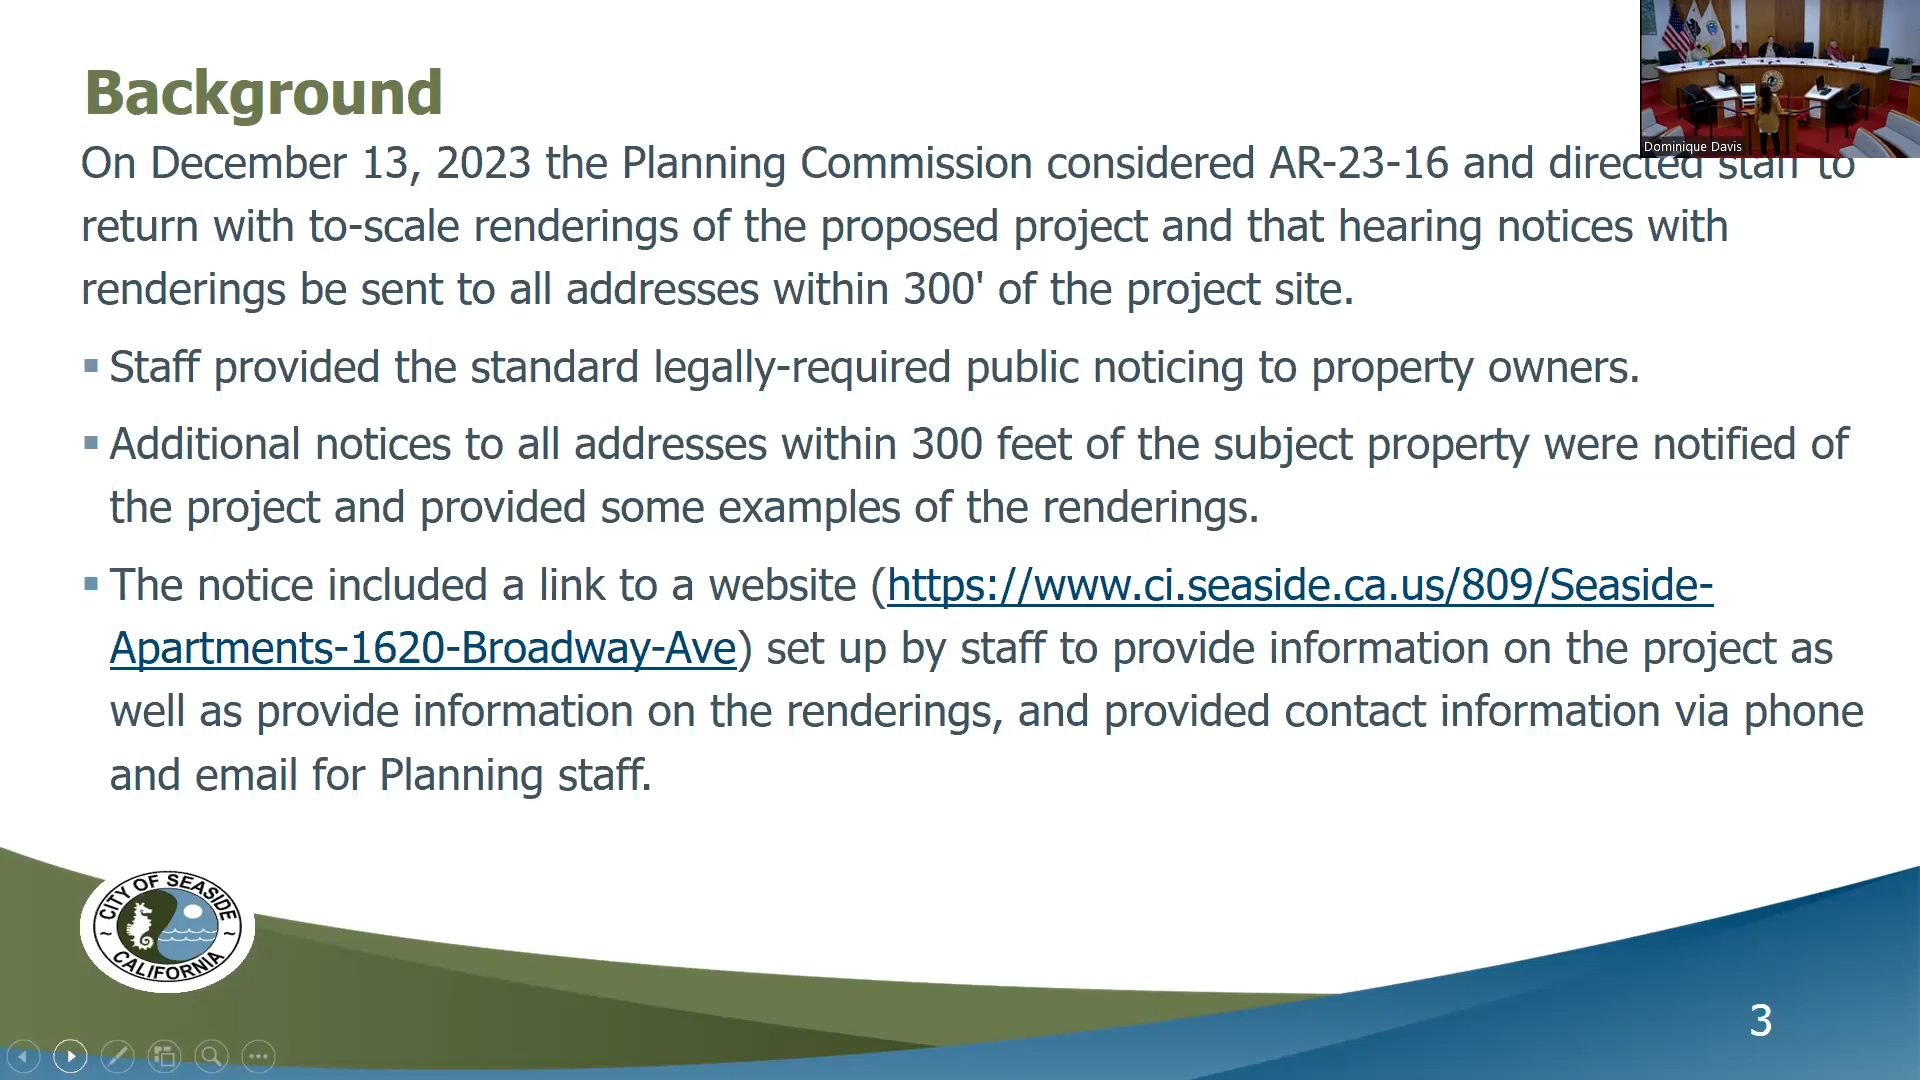 Background
On December 13, 2023 the Planning Commission considered AR-23-16 and directed staff to
return with to-scale renderings of the proposed project and that hearing notices with
renderings be sent to all addresses within 300' of the project site.
▪ Staff provided the standard legally-required public noticing to property owners.
▪ Additional notices to all addresses within 300 feet of the subject property were notified of
the project and provided some examples of the renderings.
▪ The notice included a link to a website (https://www.ci.seaside.ca.us/809/Seaside-
Apartments-1620-Broadway-Ave) set up by staff to provide information on the project as
well as provide information on the renderings, and provided contact information via phone
and email for Planning staff.
Dominique Davis
CITY OF SEASIDE
~ CALIFORNIA ~
3